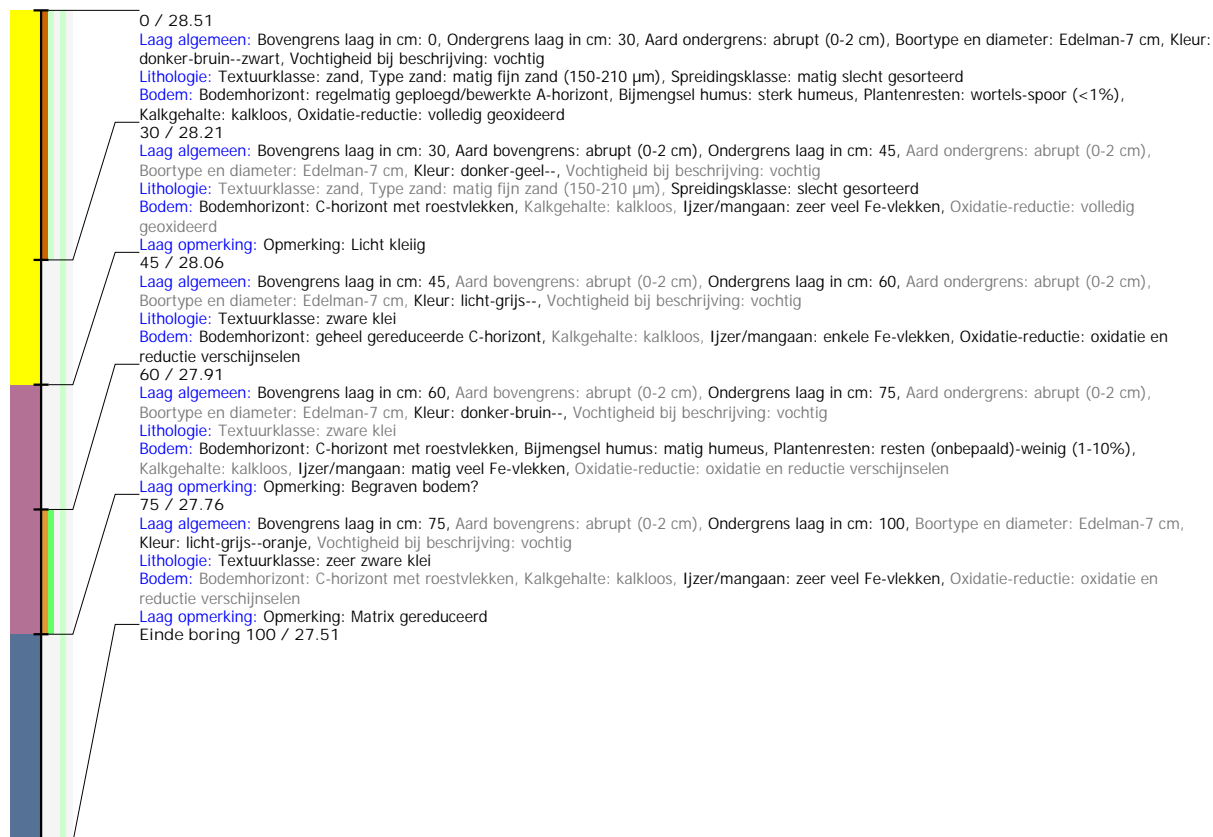 0 / 28.51
Laag algemeen: Bovengrens laag in cm: 0, Ondergrens laag in cm: 30, Aard ondergrens: abrupt (0-2 cm), Boortype en diameter: Edelman-7 cm, Kleur:
donker-bruin--zwart, Vochtigheid bij beschrijving: vochtig
Lithologie: Textuurklasse: zand, Type zand: matig fijn zand (150-210 µm), Spreidingsklasse: matig slecht gesorteerd
Bodem: Bodemhorizont: regelmatig geploegd/bewerkte A-horizont, Bijmengsel humus: sterk humeus, Plantenresten: wortels-spoor (<1%),
Kalkgehalte: kalkloos, Oxidatie-reductie: volledig geoxideerd
30 / 28.21
Laag algemeen: Bovengrens laag in cm: 30, Aard bovengrens: abrupt (0-2 cm), Ondergrens laag in cm: 45, Aard ondergrens: abrupt (0-2 cm),
Boortype en diameter: Edelman-7 cm, Kleur: donker-geel--, Vochtigheid bij beschrijving: vochtig
Lithologie: Textuurklasse: zand, Type zand: matig fijn zand (150-210 µm), Spreidingsklasse: slecht gesorteerd
Bodem: Bodemhorizont: C-horizont met roestvlekken, Kalkgehalte: kalkloos, Ijzer/mangaan: zeer veel Fe-vlekken, Oxidatie-reductie: volledig
geoxideerd
Laag opmerking: Opmerking: Licht kleiig
45 / 28.06
Laag algemeen: Bovengrens laag in cm: 45, Aard bovengrens: abrupt (0-2 cm), Ondergrens laag in cm: 60, Aard ondergrens: abrupt (0-2 cm),
Boortype en diameter: Edelman-7 cm, Kleur: licht-grijs--, Vochtigheid bij beschrijving: vochtig
Lithologie: Textuurklasse: zware klei
Bodem: Bodemhorizont: geheel gereduceerde C-horizont, Kalkgehalte: kalkloos, Ijzer/mangaan: enkele Fe-vlekken, Oxidatie-reductie: oxidatie en
reductie verschijnselen
60 / 27.91
Laag algemeen: Bovengrens laag in cm: 60, Aard bovengrens: abrupt (0-2 cm), Ondergrens laag in cm: 75, Aard ondergrens: abrupt (0-2 cm),
Boortype en diameter: Edelman-7 cm, Kleur: donker-bruin--, Vochtigheid bij beschrijving: vochtig
Lithologie: Textuurklasse: zware klei
Bodem: Bodemhorizont: C-horizont met roestvlekken, Bijmengsel humus: matig humeus, Plantenresten: resten (onbepaald)-weinig (1-10%),
Kalkgehalte: kalkloos, Ijzer/mangaan: matig veel Fe-vlekken, Oxidatie-reductie: oxidatie en reductie verschijnselen
Laag opmerking: Opmerking: Begraven bodem?
75 / 27.76
Laag algemeen: Bovengrens laag in cm: 75, Aard bovengrens: abrupt (0-2 cm), Ondergrens laag in cm: 100, Boortype en diameter: Edelman-7 cm,
Kleur: licht-grijs--oranje, Vochtigheid bij beschrijving: vochtig
Lithologie: Textuurklasse: zeer zware klei
Bodem: Bodemhorizont: C-horizont met roestvlekken, Kalkgehalte: kalkloos, Ijzer/mangaan: zeer veel Fe-vlekken, Oxidatie-reductie: oxidatie en
reductie verschijnselen
Laag opmerking: Opmerking: Matrix gereduceerd
Einde boring 100 / 27.51